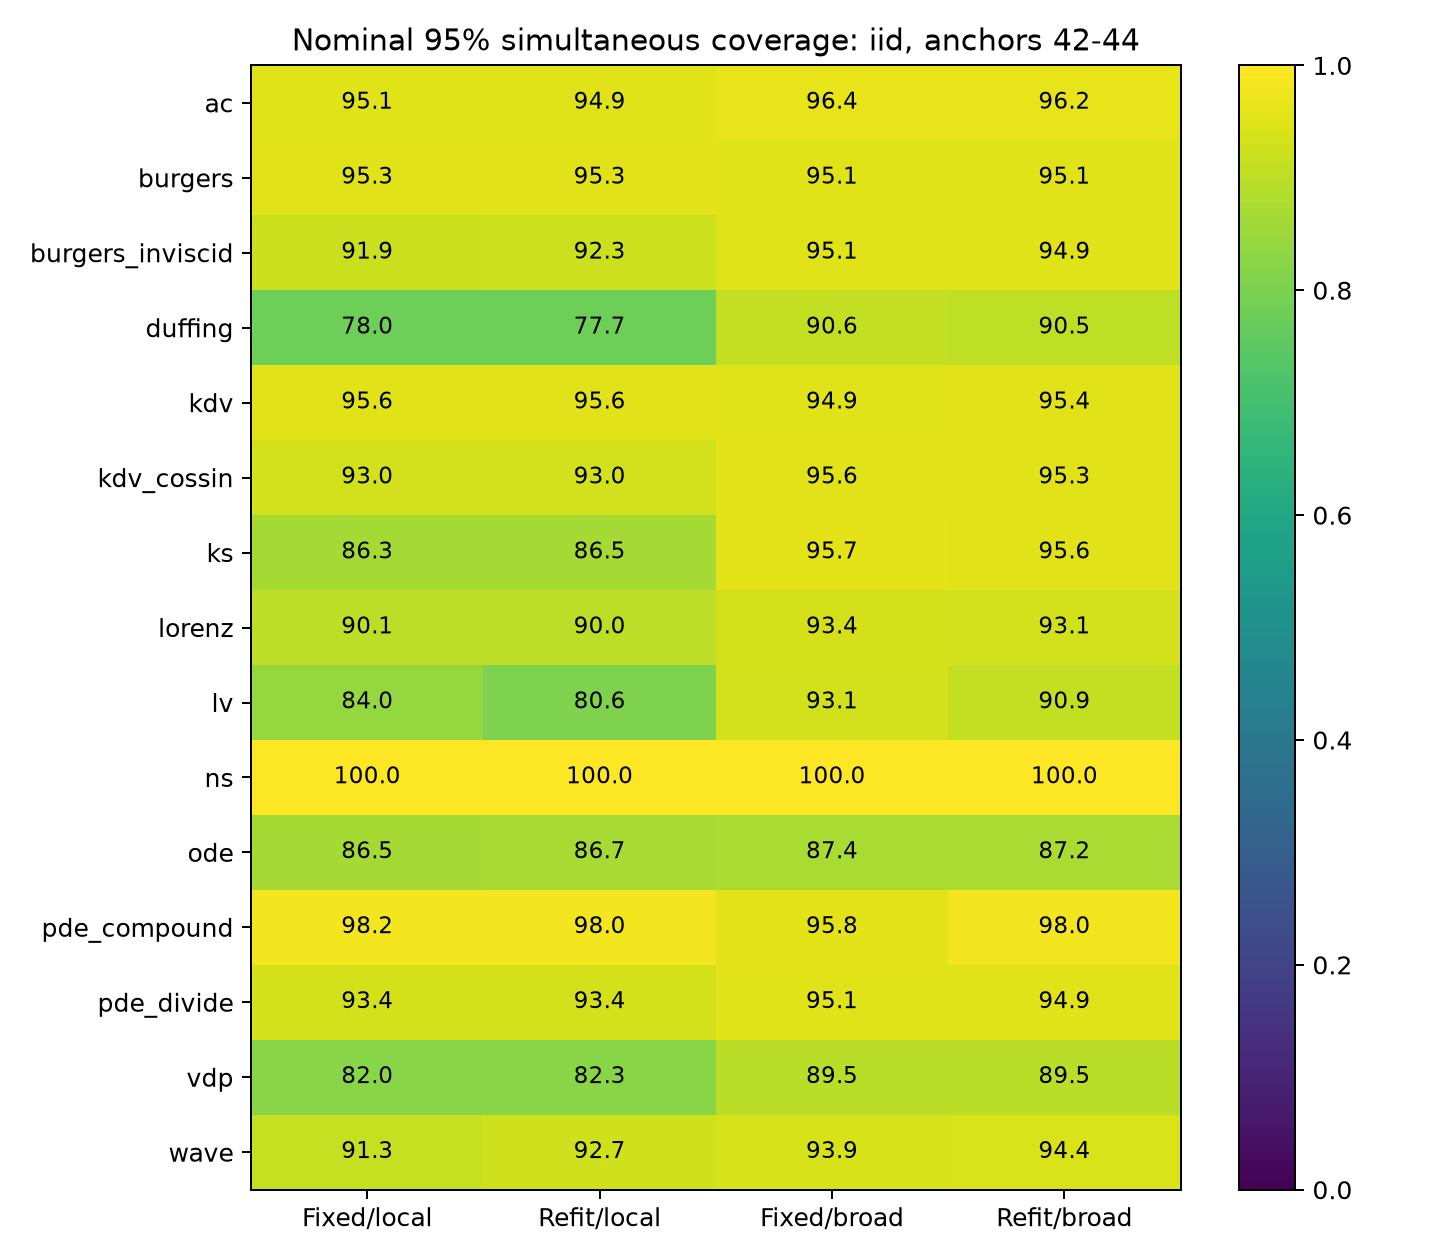 Nominal 95% simultaneous coverage: iid, anchors 42-44
ac 95.1 94.9 96.4 96.2
burgers 95.3 95.3 95.1 95.1
burgers_inviscid 91.9 92.3 95.1 94.9
duffing 78.0 77.7 90.6 90.5
kdv 95.6 95.6 94.9 95.4
kdv_cossin 93.0 93.0 95.6 95.3
ks 86.3 86.5 95.7 95.6
lorenz 90.1 90.0 93.4 93.1
lv 84.0 80.6 93.1 90.9
ns 100.0 100.0 100.0 100.0
ode 86.5 86.7 87.4 87.2
pde_compound 98.2 98.0 95.8 98.0
pde_divide 93.4 93.4 95.1 94.9
vdp 82.0 82.3 89.5 89.5
wave 91.3 92.7 93.9 94.4
Fixed/local Refit/local Fixed/broad Refit/broad
1.0
0.8
0.6
0.4
0.2
0.0